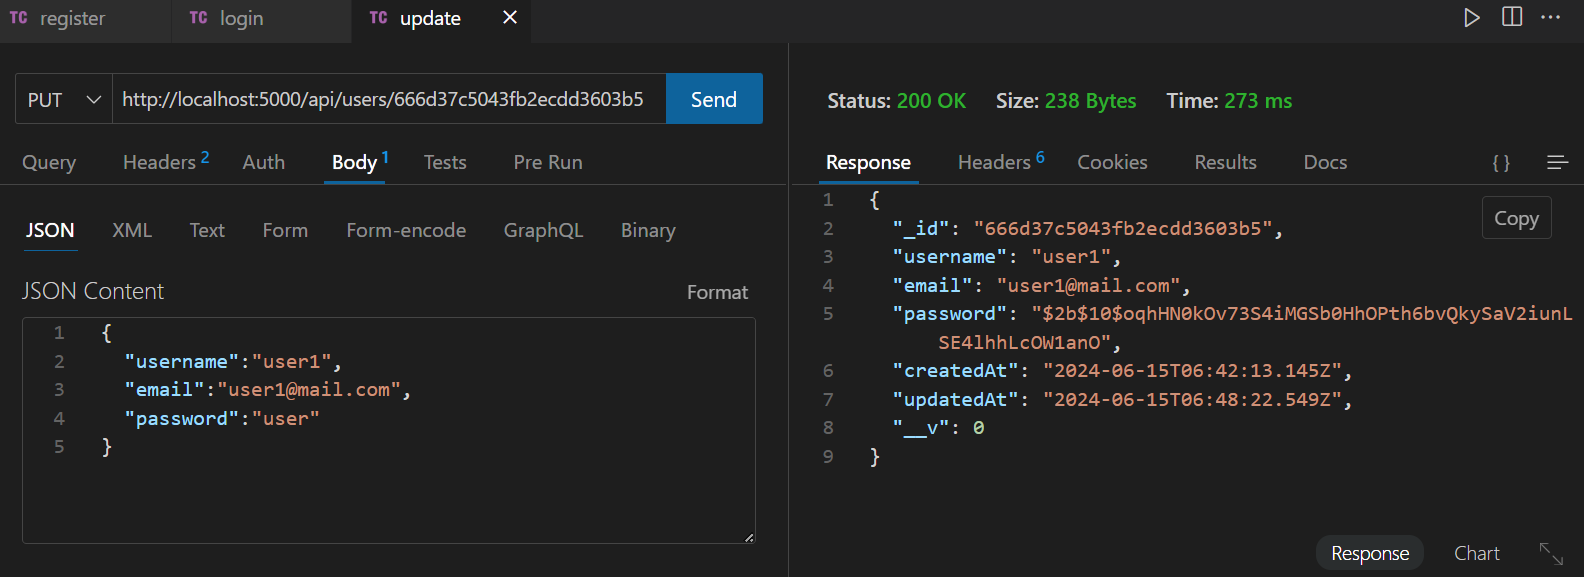 TC register TC login TC update ×
PUT http://localhost:5000/api/users/666d37c5043fb2ecdd3603b5 Send
Query Headers 2 Auth Body 1 Tests Pre Run
JSON XML Text Form Form-encode GraphQL Binary
JSON Content Format
1 {
2 "username":"user1",
3 "email":"user1@mail.com",
4 "password":"user"
5 }
Status: 200 OK Size: 238 Bytes Time: 273 ms
Response Headers 6 Cookies Results Docs {}
Copy
1 {
2 "_id": "666d37c5043fb2ecdd3603b5",
3 "username": "user1",
4 "email": "user1@mail.com",
5 "password": "$2b$10$oqhHN0kOv73S4iMGSb0HhOPth6bvQkySaV2iunL
SE4lhhLcOW1anO",
6 "createdAt": "2024-06-15T06:42:13.145Z",
7 "updatedAt": "2024-06-15T06:48:22.549Z",
8 "__v": 0
9 }
Response Chart